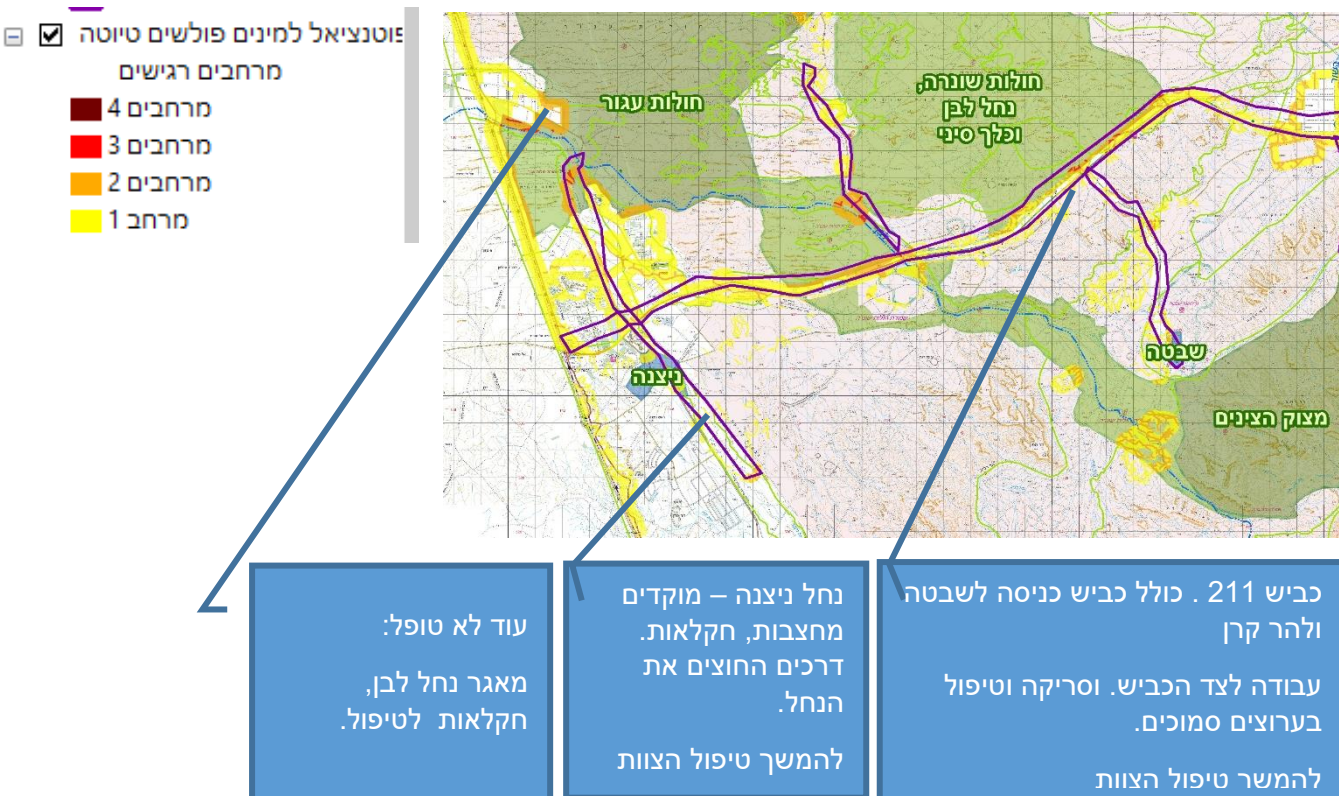 פוטנציאל למינים פולשים טיוטה
מרחבים רגישים
4 מרחבים
3 מרחבים
2 מרחבים
1 מרחב
חולות עגור
חולות שונרה,
נחל לבן
וכלך סיני
שבטה
ניצנה
מצוק הצינים
עוד לא טופל:
מאגר נחל לבן,
חקלאות לטיפול.
נחל ניצנה – מוקדים
מחצבות, חקלאות.
דרכים החוצים את
הנחל.
להמשך טיפול הצוות
כביש 211 . כולל כביש כניסה לשבטה
ולהר קרן
עבודה לצד הכביש. וסריקה וטיפול
בערוצים סמוכים.
להמשר טיפול הצוות